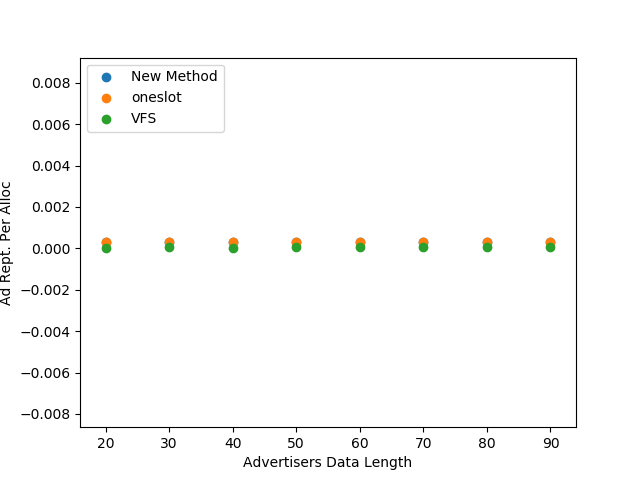 New Method
oneslot
VFS
0.008
0.006
0.004
0.002
0.000
−0.002
−0.004
−0.006
−0.008
Ad Rept. Per Alloc
20 30 40 50 60 70 80 90
Advertisers Data Length